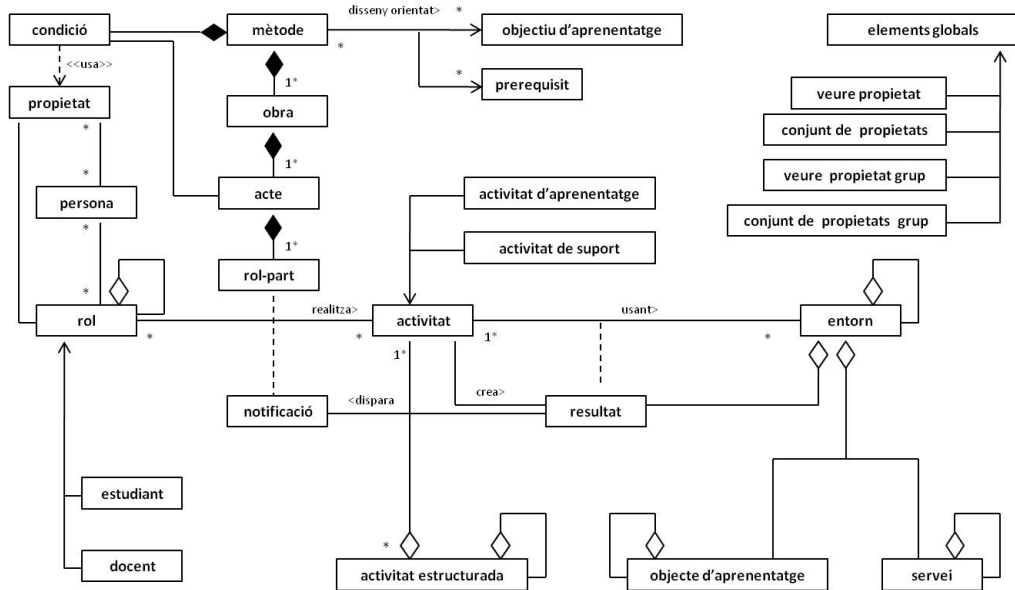 disseny orientat>
*
condició
mètode
objectiu d'aprenentatge
elements globals
*
<<usa>>
1*
*
prerequisit
veure propietat
propietat
obra
*
conjunt de propietats
1*
*
veure propietat grup
persona
acte
activitat d'aprenentatge
*
conjunt de propietats grup
1*
activitat de suport
rol-part
*
realitza>
usant>
rol
activitat
entorn
*
*
1*
*
1*
crea>
<dispara
notificació
resultat
estudiant
*
docent
activitat estructurada
objecte d'aprenentatge
servei